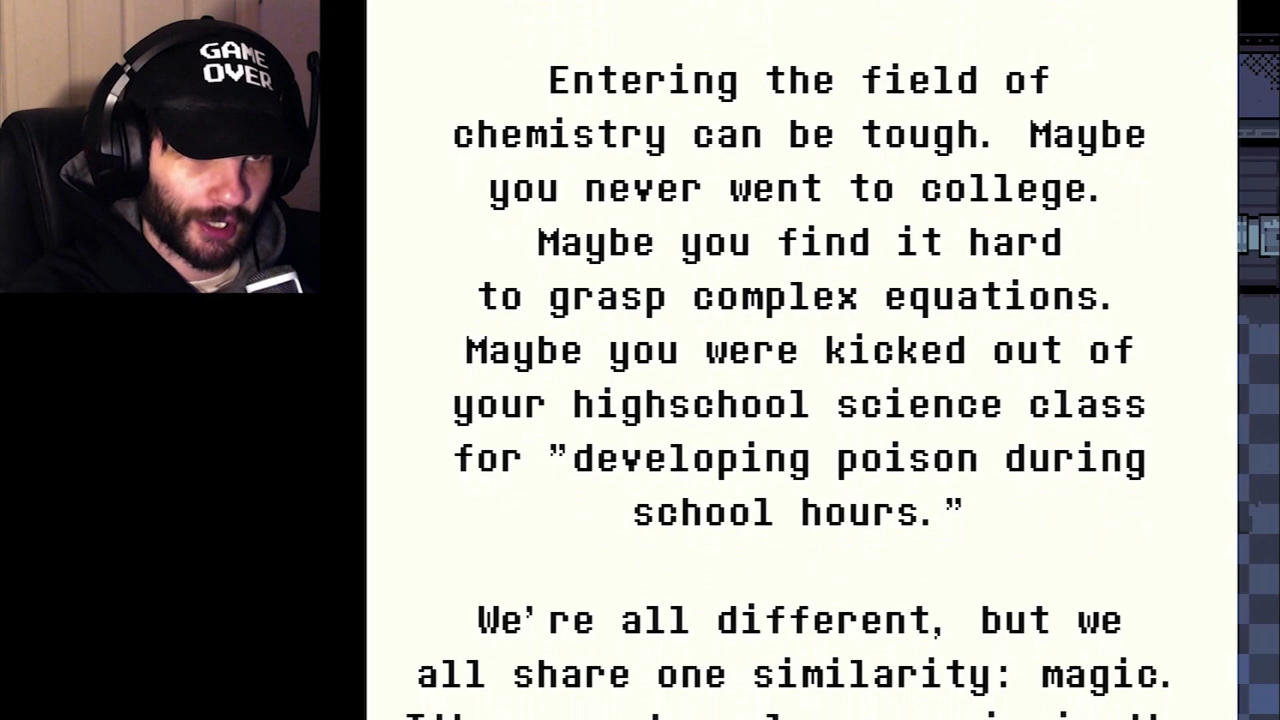 GAME
OVER
Entering the field of
chemistry can be tough. Maybe
you never went to college.
Maybe you find it hard
to grasp complex equations.
Maybe you were kicked out of
your highschool science class
for "developing poison during
school hours."
We're all different, but we
all share one similarity: magic.